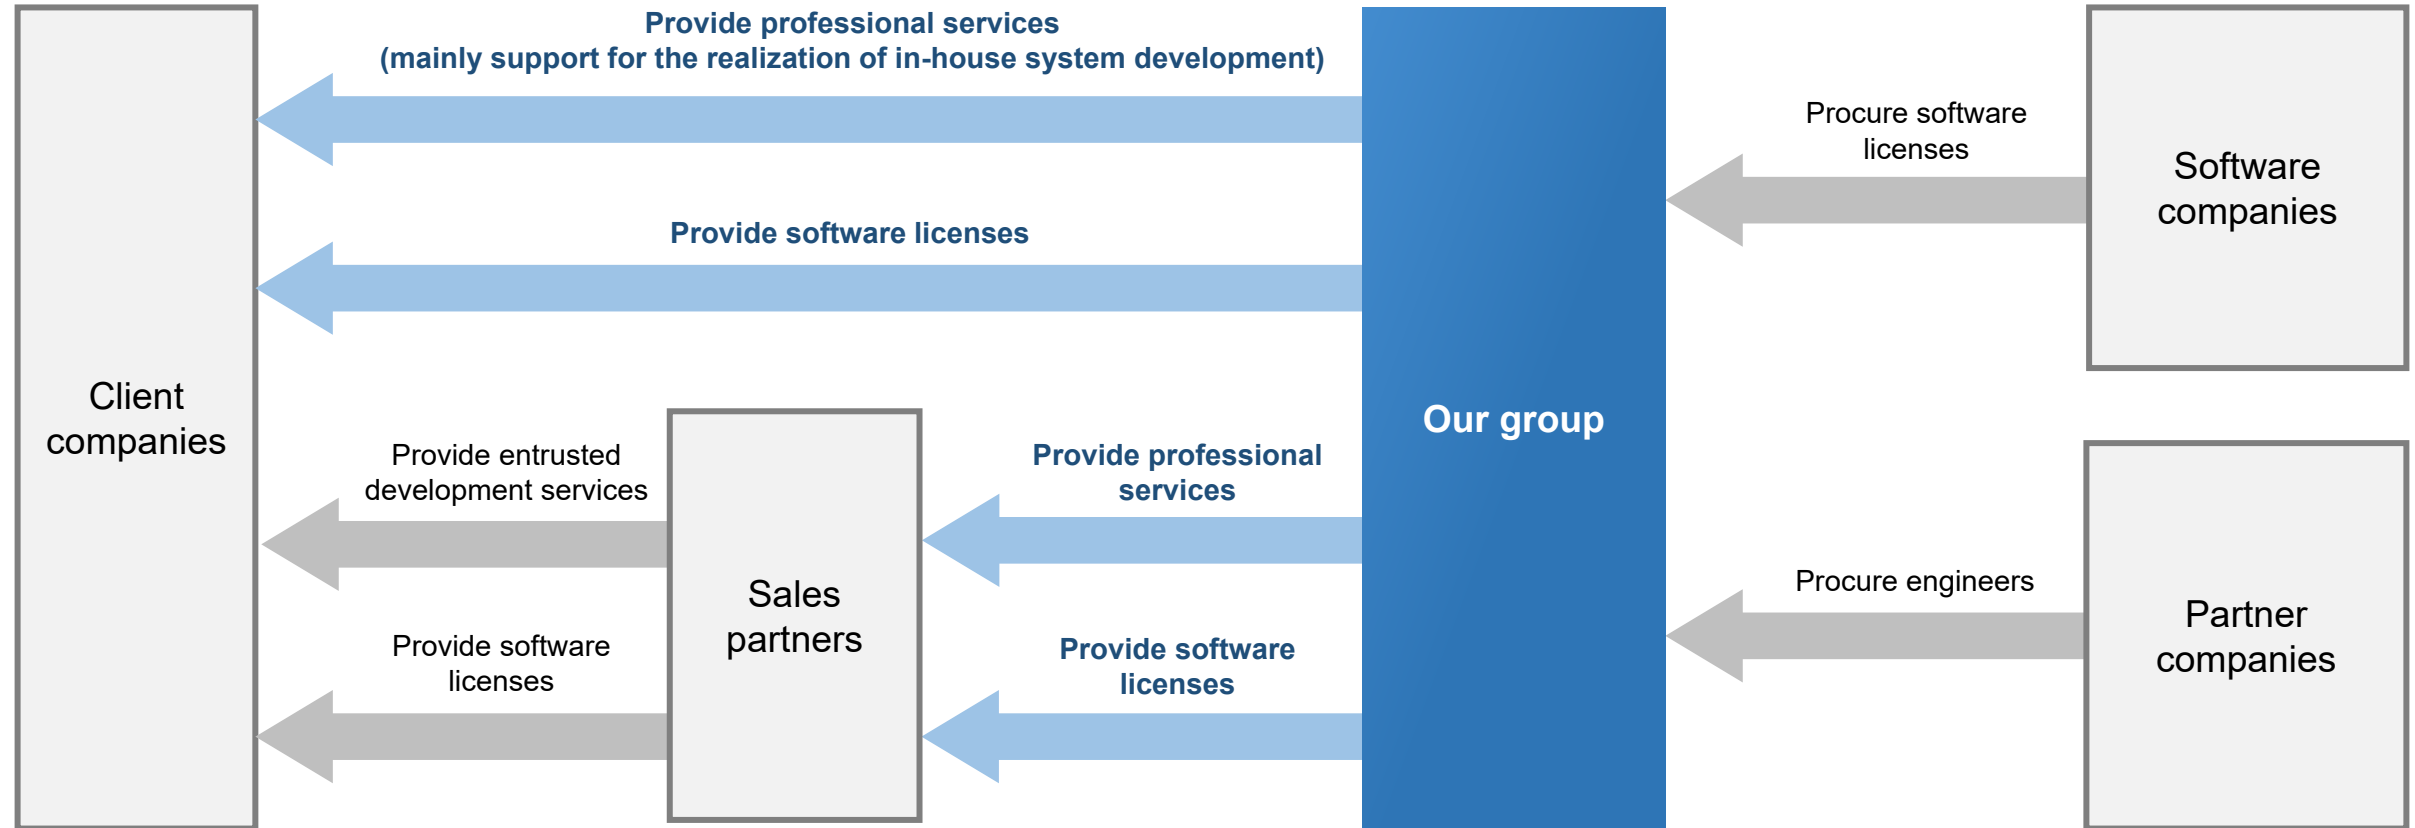 Provide professional services
(mainly support for the realization of in-house system development)
Procure software
licenses
Software
companies
Provide software licenses
Client
companies
Our group
Provide entrusted
development services
Provide professional
services
Sales
partners
Procure engineers
Partner
companies
Provide software
licenses
Provide software
licenses